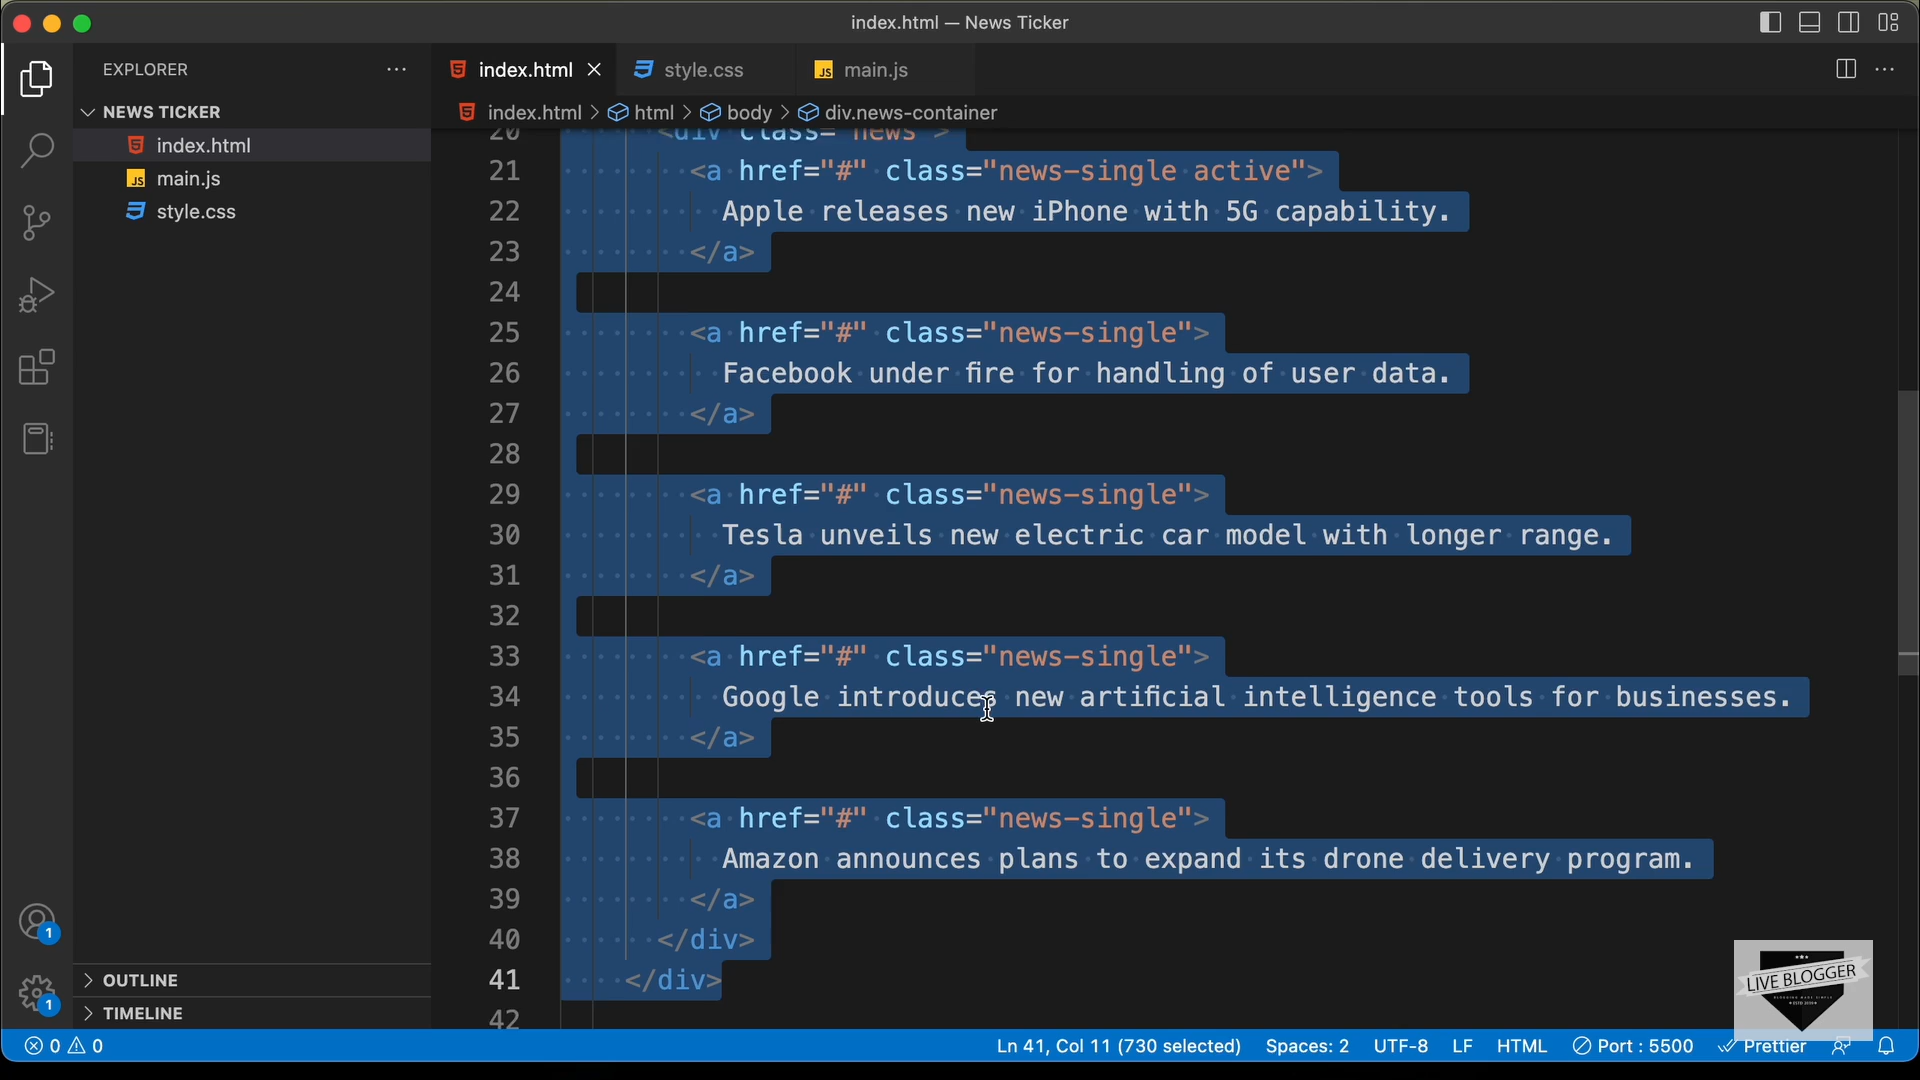 index.html — News Ticker
EXPLORER
index.html
style.css
main.js
NEWS TICKER
index.html > html > body > div.news-container
index.html
main.js
style.css
20 <div class="news">
21 <a href="#" class="news-single active">
22 Apple releases new iPhone with 5G capability.
23 </a>
24
25 <a href="#" class="news-single">
26 Facebook under fire for handling of user data.
27 </a>
28
29 <a href="#" class="news-single">
30 Tesla unveils new electric car model with longer range.
31 </a>
32
33 <a href="#" class="news-single">
34 Google introduces new artificial intelligence tools for businesses.
35 </a>
36
37 <a href="#" class="news-single">
38 Amazon announces plans to expand its drone delivery program.
39 </a>
40 </div>
41 </div>
42
1
1
OUTLINE
TIMELINE
LIVE BLOGGER
0 0
Ln 41, Col 11 (730 selected)
Spaces: 2
UTF-8
LF
HTML
Port : 5500
Prettier